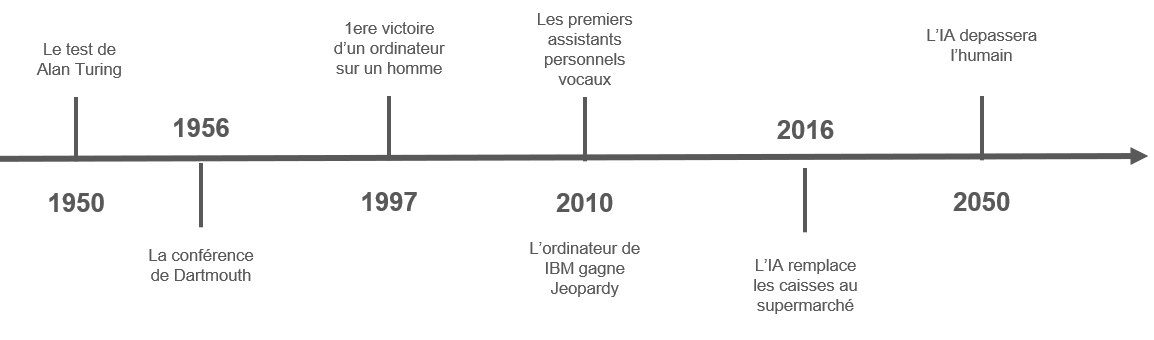 Le test de
Alan Turing
1950
1956
La conférence
de Dartmouth
1ere victoire
d'un ordinateur
sur un homme
1997
Les premiers
assistants
personnels
vocaux
2010
L'ordinateur de
IBM gagne
Jeopardy
2016
L'IA remplace
les caisses au
supermarché
L'IA depassera
l'humain
2050